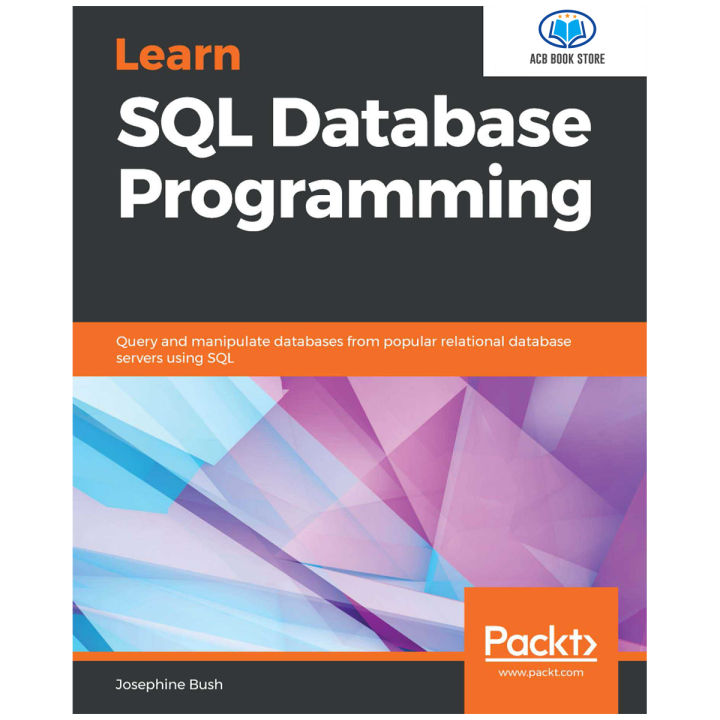 Learn
ACB BOOK STORE
SQL Database
Programming
Query and manipulate databases from popular relational database
servers using SQL
Packt>
www.packt.com
Josephine Bush